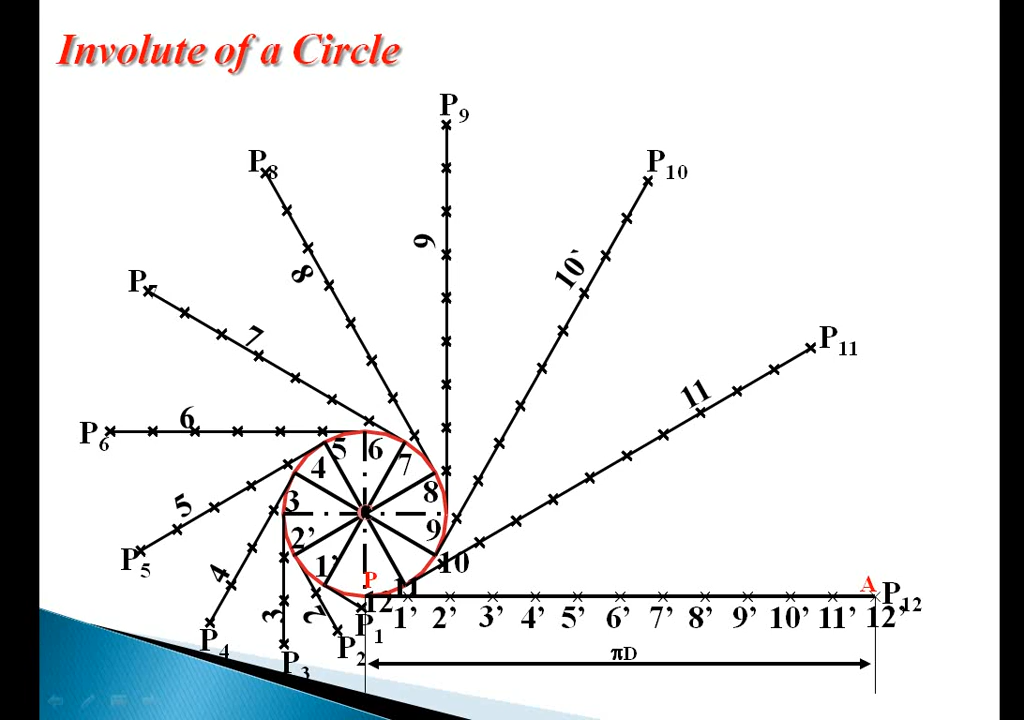 Involute of a Circle
P9
P8
P10
9
10`
8
P7
7
P11
11
6
P6
5 6 7
4
8
3
5
9
2’
P5
10
4
1’
P 11 A
12 P12
3 2
P1
1’ 2’ 3’ 4’ 5’ 6’ 7’ 8’ 9’ 10’ 11’ 12’
P4
P2
P3
πD